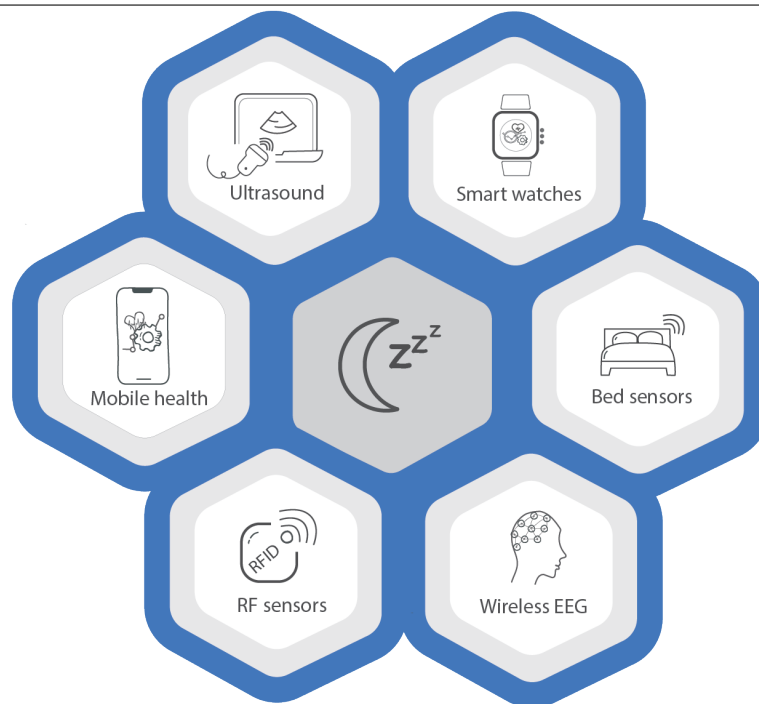 Ultrasound
Smart watches
Mobile health
z z z
Bed sensors
RFID
RF sensors
Wireless EEG